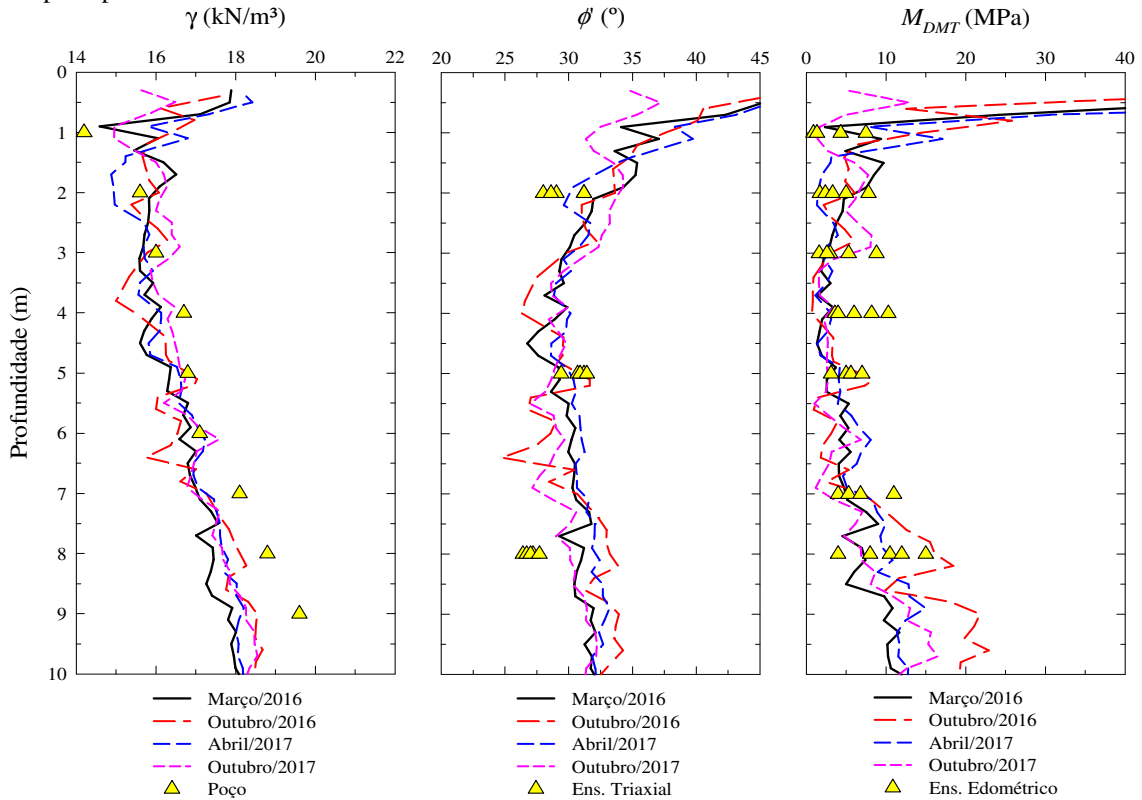 γ (kN/m³)
14 16 18 20 22
0
1
2
3
4
5
6
7
8
9
10
Profundidade (m)
Março/2016
Outubro/2016
Abril/2017
Outubro/2017
Poço
ϕ' (º)
20 25 30 35 40 45
Março/2016
Outubro/2016
Abril/2017
Outubro/2017
Ens. Triaxial
M_DMT (MPa)
0 10 20 30 40
Março/2016
Outubro/2016
Abril/2017
Outubro/2017
Ens. Edométrico